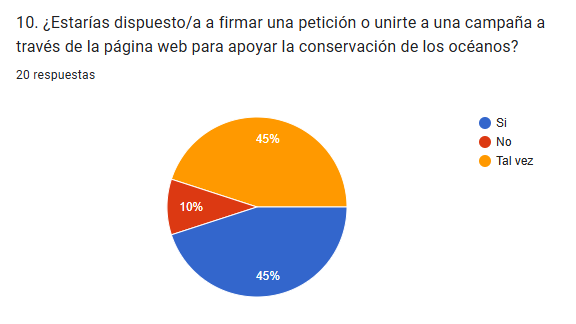 10. ¿Estarías dispuesto/a a firmar una petición o unirte a una campaña a
través de la página web para apoyar la conservación de los océanos?
20 respuestas
45%
10%
45%
Si
No
Tal vez